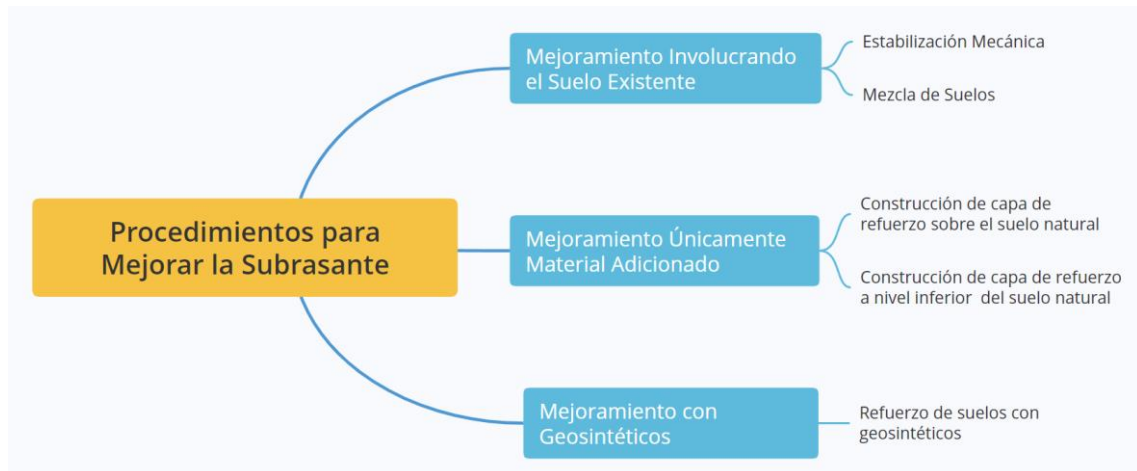 Procedimientos para
Mejorar la Subrasante
Mejoramiento Involucrando
el Suelo Existente
Estabilización Mecánica
Mezcla de Suelos
Mejoramiento Únicamente
Material Adicionado
Construcción de capa de
refuerzo sobre el suelo natural
Construcción de capa de refuerzo
a nivel inferior del suelo natural
Mejoramiento con
Geosintéticos
Refuerzo de suelos con
geosintéticos